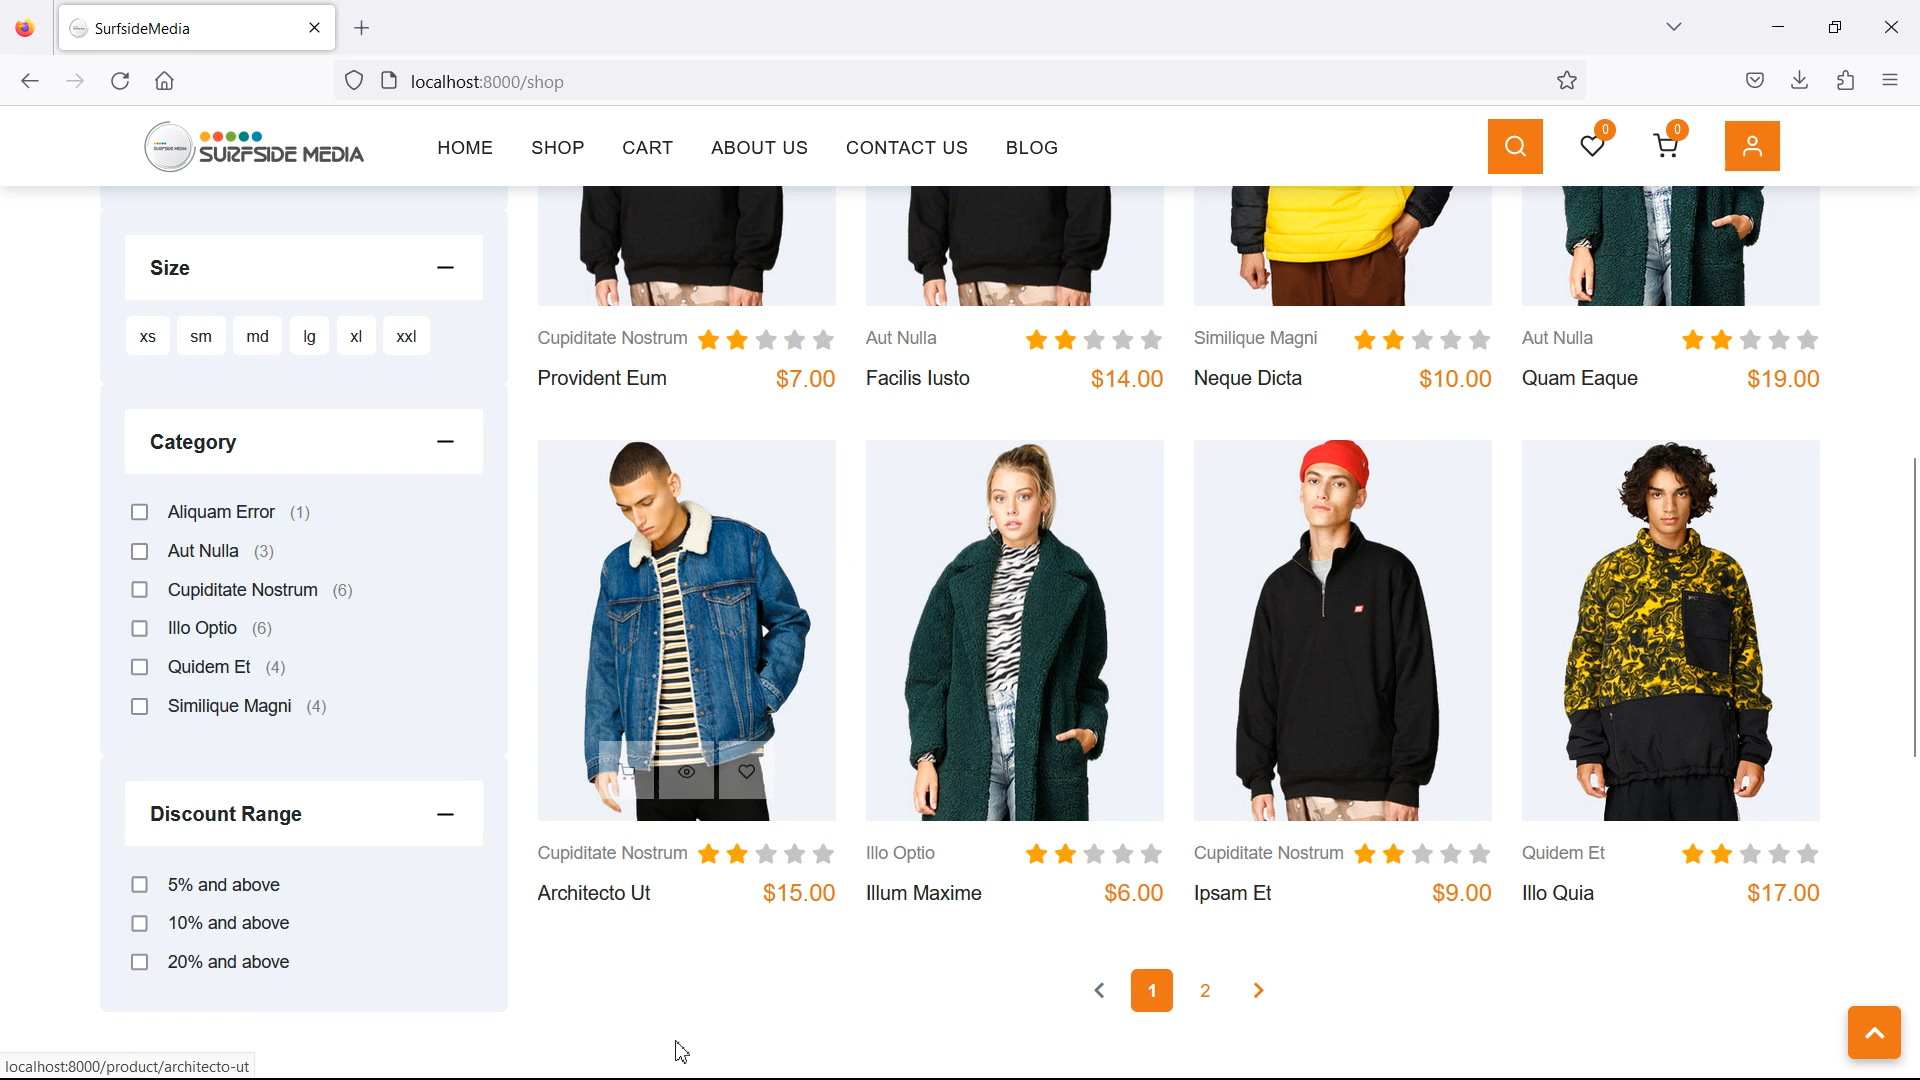 SurfsideMedia
localhost:8000/shop
SURFSIDE MEDIA
HOME SHOP CART ABOUT US CONTACT US BLOG
0 0
Size
xs sm md lg xl xxl
Category
Aliquam Error (1)
Aut Nulla (3)
Cupiditate Nostrum (6)
Illo Optio (6)
Quidem Et (4)
Similique Magni (4)
Discount Range
5% and above
10% and above
20% and above
Cupiditate Nostrum
Provident Eum $7.00
Aut Nulla
Facilis Iusto $14.00
Similique Magni
Neque Dicta $10.00
Aut Nulla
Quam Eaque $19.00
Cupiditate Nostrum
Architecto Ut $15.00
Illo Optio
Illum Maxime $6.00
Cupiditate Nostrum
Ipsam Et $9.00
Quidem Et
Illo Quia $17.00
1 2
localhost:8000/product/architecto-ut